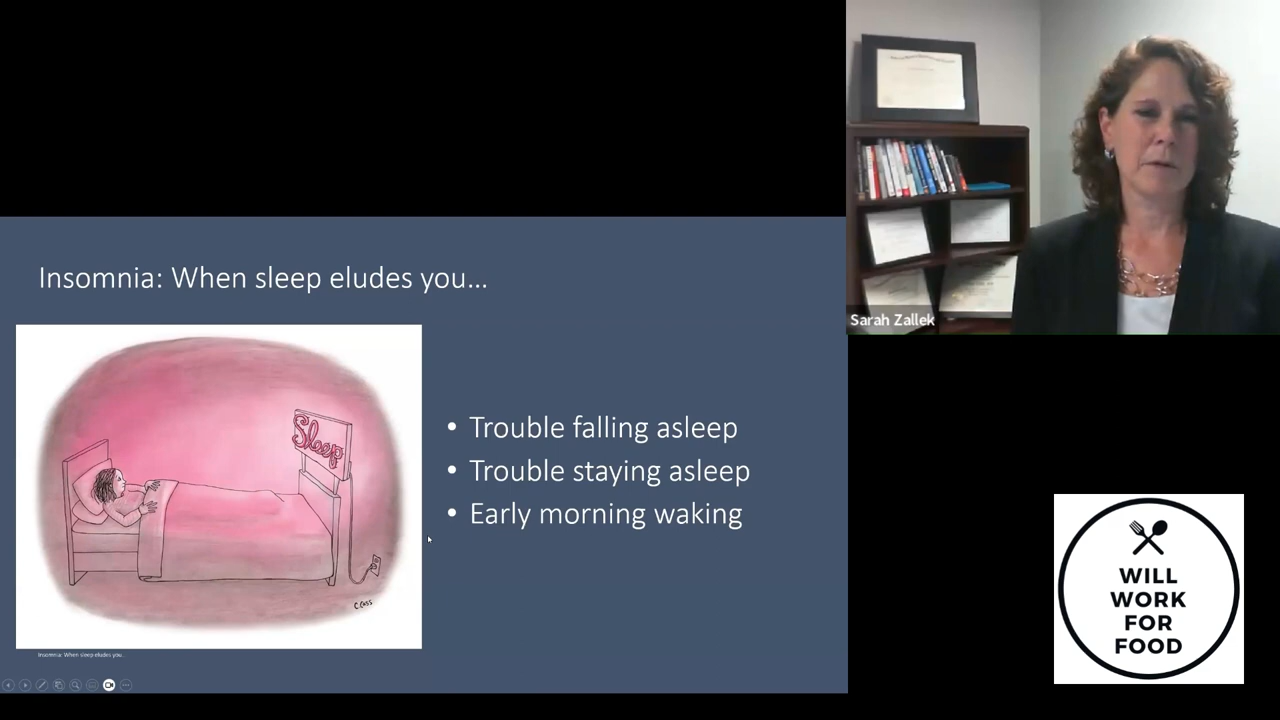 Insomnia: When sleep eludes you...
Sleep
C.Cass
• Trouble falling asleep
• Trouble staying asleep
• Early morning waking
Insomnia: When sleep eludes you...
Sarah Zallek
WILL
WORK
FOR
FOOD